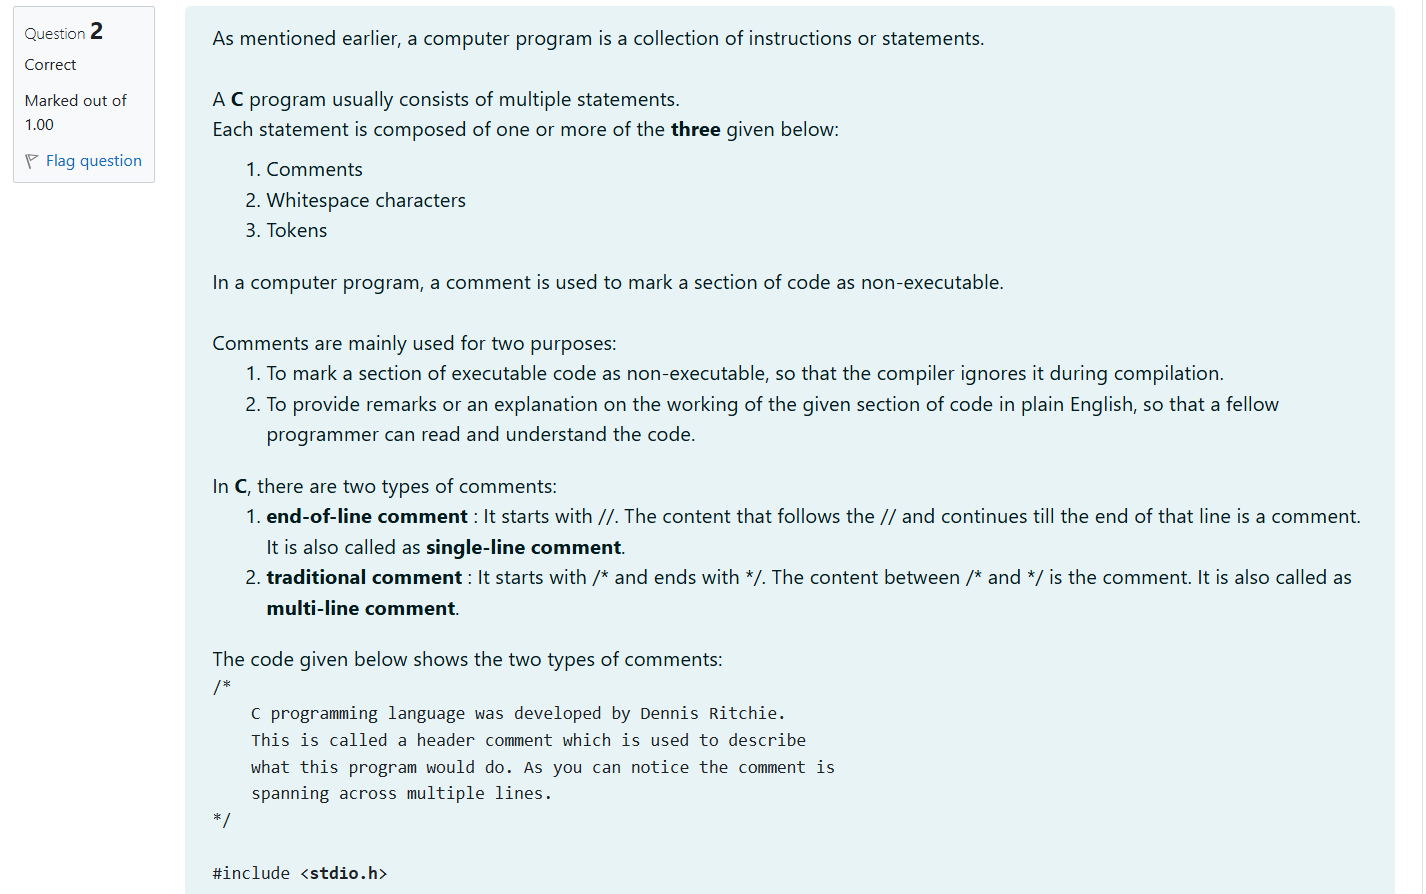 Question 2
Correct
Marked out of
1.00
Flag question
As mentioned earlier, a computer program is a collection of instructions or statements.
A C program usually consists of multiple statements.
Each statement is composed of one or more of the three given below:
1. Comments
2. Whitespace characters
3. Tokens
In a computer program, a comment is used to mark a section of code as non-executable.
Comments are mainly used for two purposes:
1. To mark a section of executable code as non-executable, so that the compiler ignores it during compilation.
2. To provide remarks or an explanation on the working of the given section of code in plain English, so that a fellow
programmer can read and understand the code.
In C, there are two types of comments:
1. end-of-line comment : It starts with //. The content that follows the // and continues till the end of that line is a comment.
It is also called as single-line comment.
2. traditional comment : It starts with /* and ends with */. The content between /* and */ is the comment. It is also called as
multi-line comment.
The code given below shows the two types of comments:
/*
C programming language was developed by Dennis Ritchie.
This is called a header comment which is used to describe
what this program would do. As you can notice the comment is
spanning across multiple lines.
*/
#include <stdio.h>